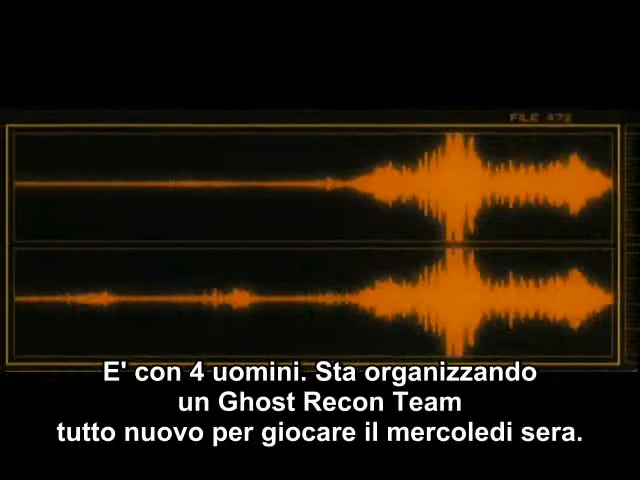 FILE 472
E' con 4 uomini. Sta organizzando
un Ghost Recon Team
tutto nuovo per giocare il mercoledi sera.